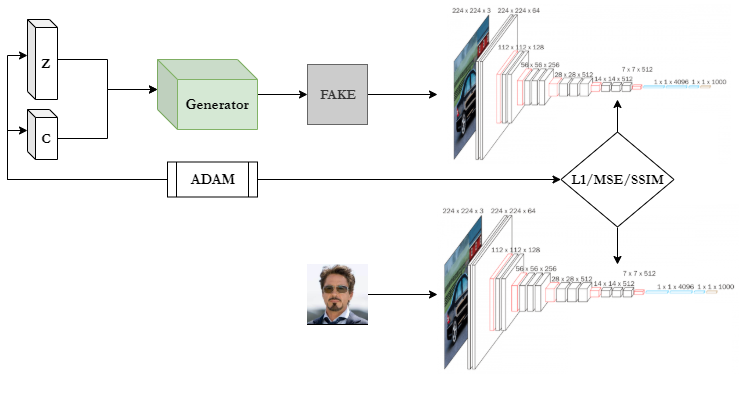 224 x 224 x 3 224 x 224 x 64
112 x 112 x 128
56 x 56 x 256
28 x 28 x 512
14 x 14 x 512
7 x 7 x 512
1 x 1 x 4096 1 x 1 x 1000
Z
Generator
FAKE
C
ADAM
L1/MSE/SSIM
224 x 224 x 3 224 x 224 x 64
112 x 112 x 128
56 x 56 x 256
28 x 28 x 512
14 x 14 x 512
7 x 7 x 512
1 x 1 x 4096 1 x 1 x 1000